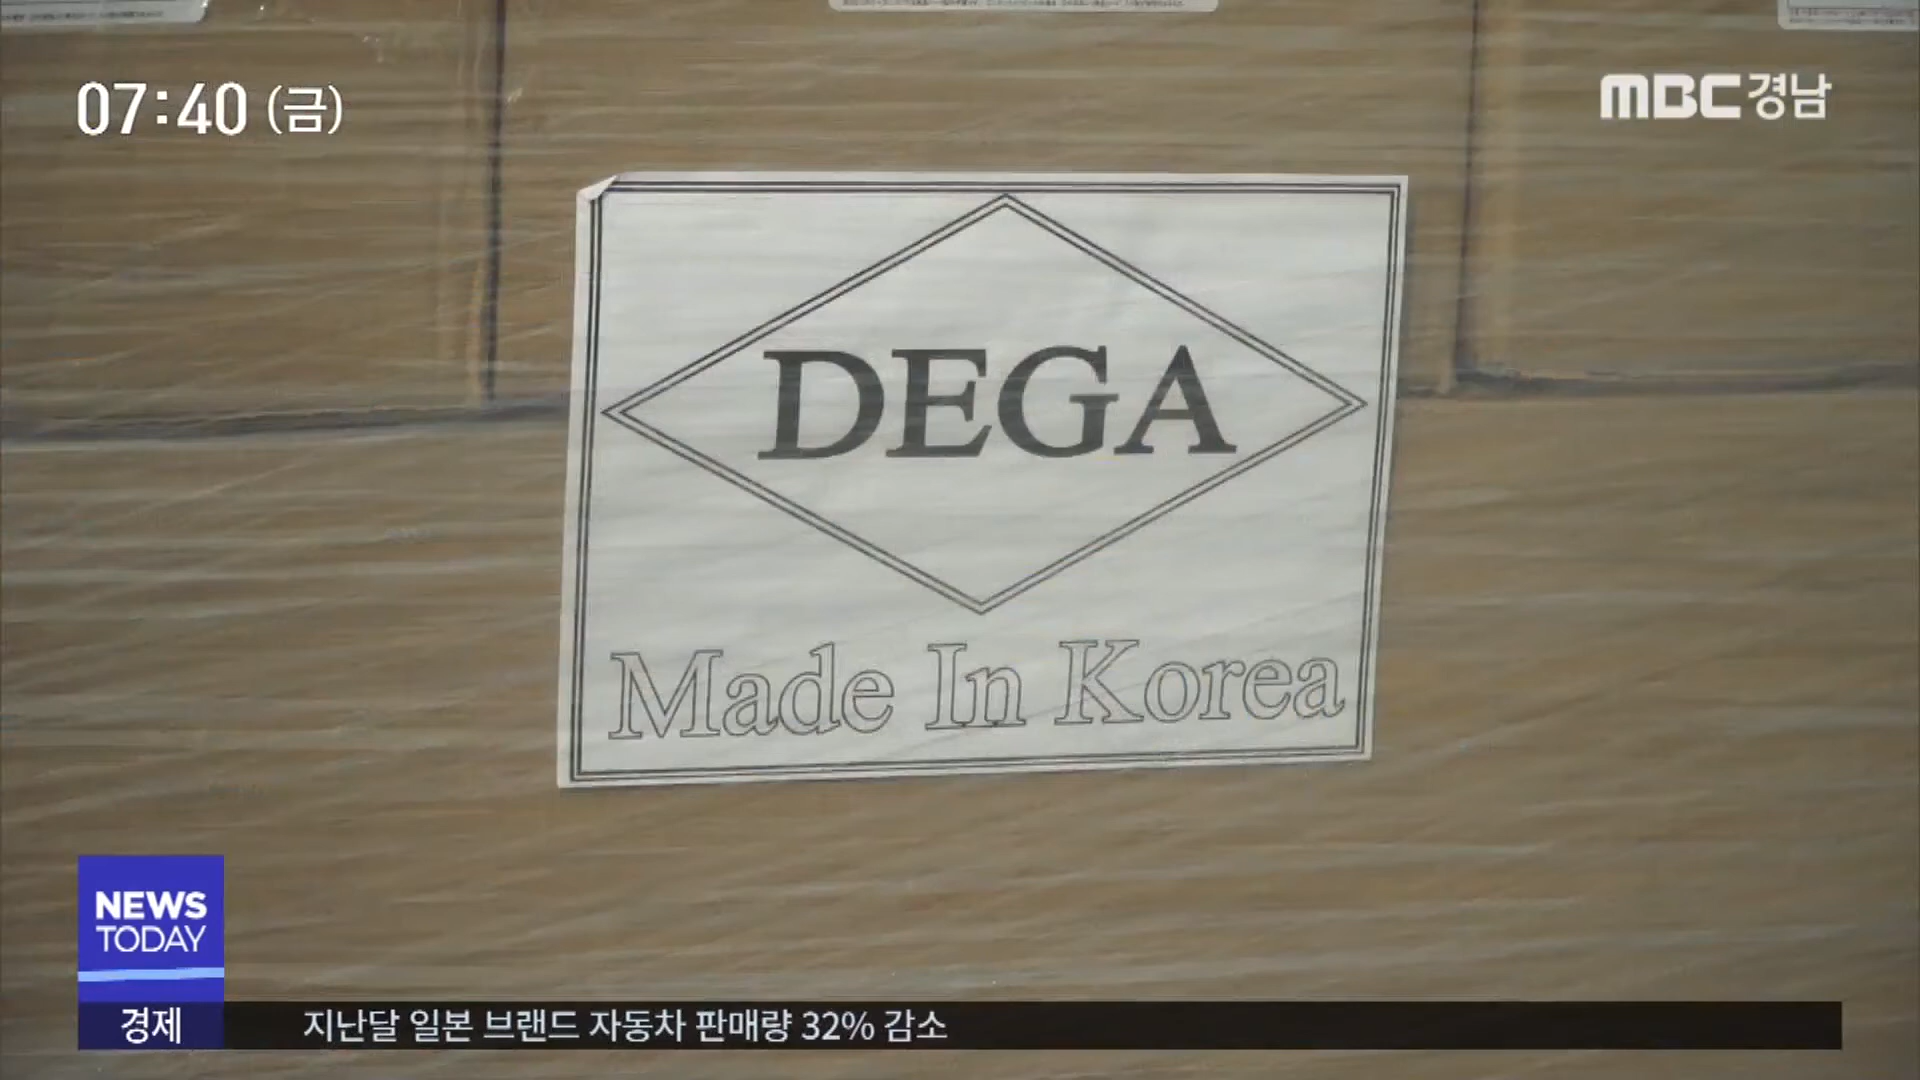 07:40 (금)
MBC경남
DEGA
Made In Korea
NEWS
TODAY
경제
지난달 일본 브랜드 자동차 판매량 32% 감소